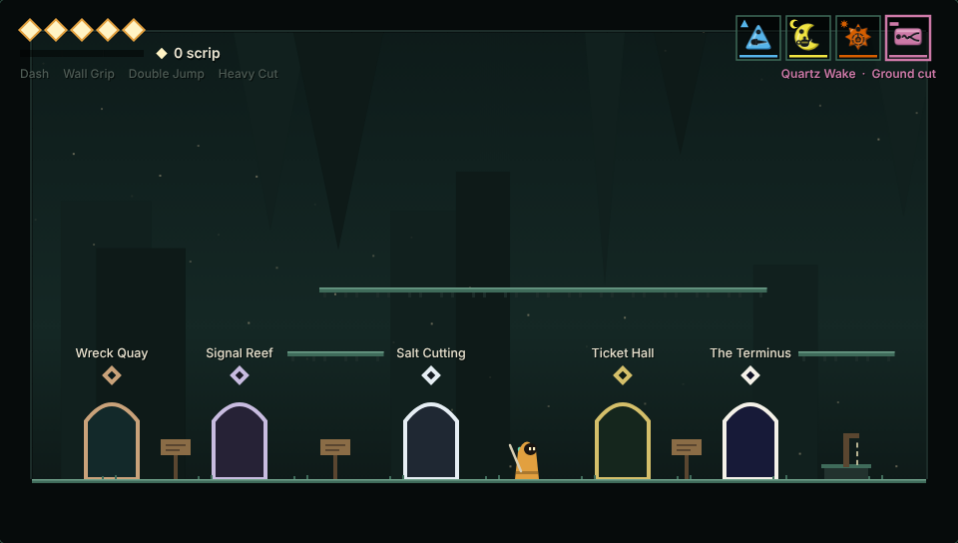 0 scrip
Dash Wall Grip Double Jump Heavy Cut
Quartz Wake · Ground cut
Wreck Quay
Signal Reef
Salt Cutting
Ticket Hall
The Terminus